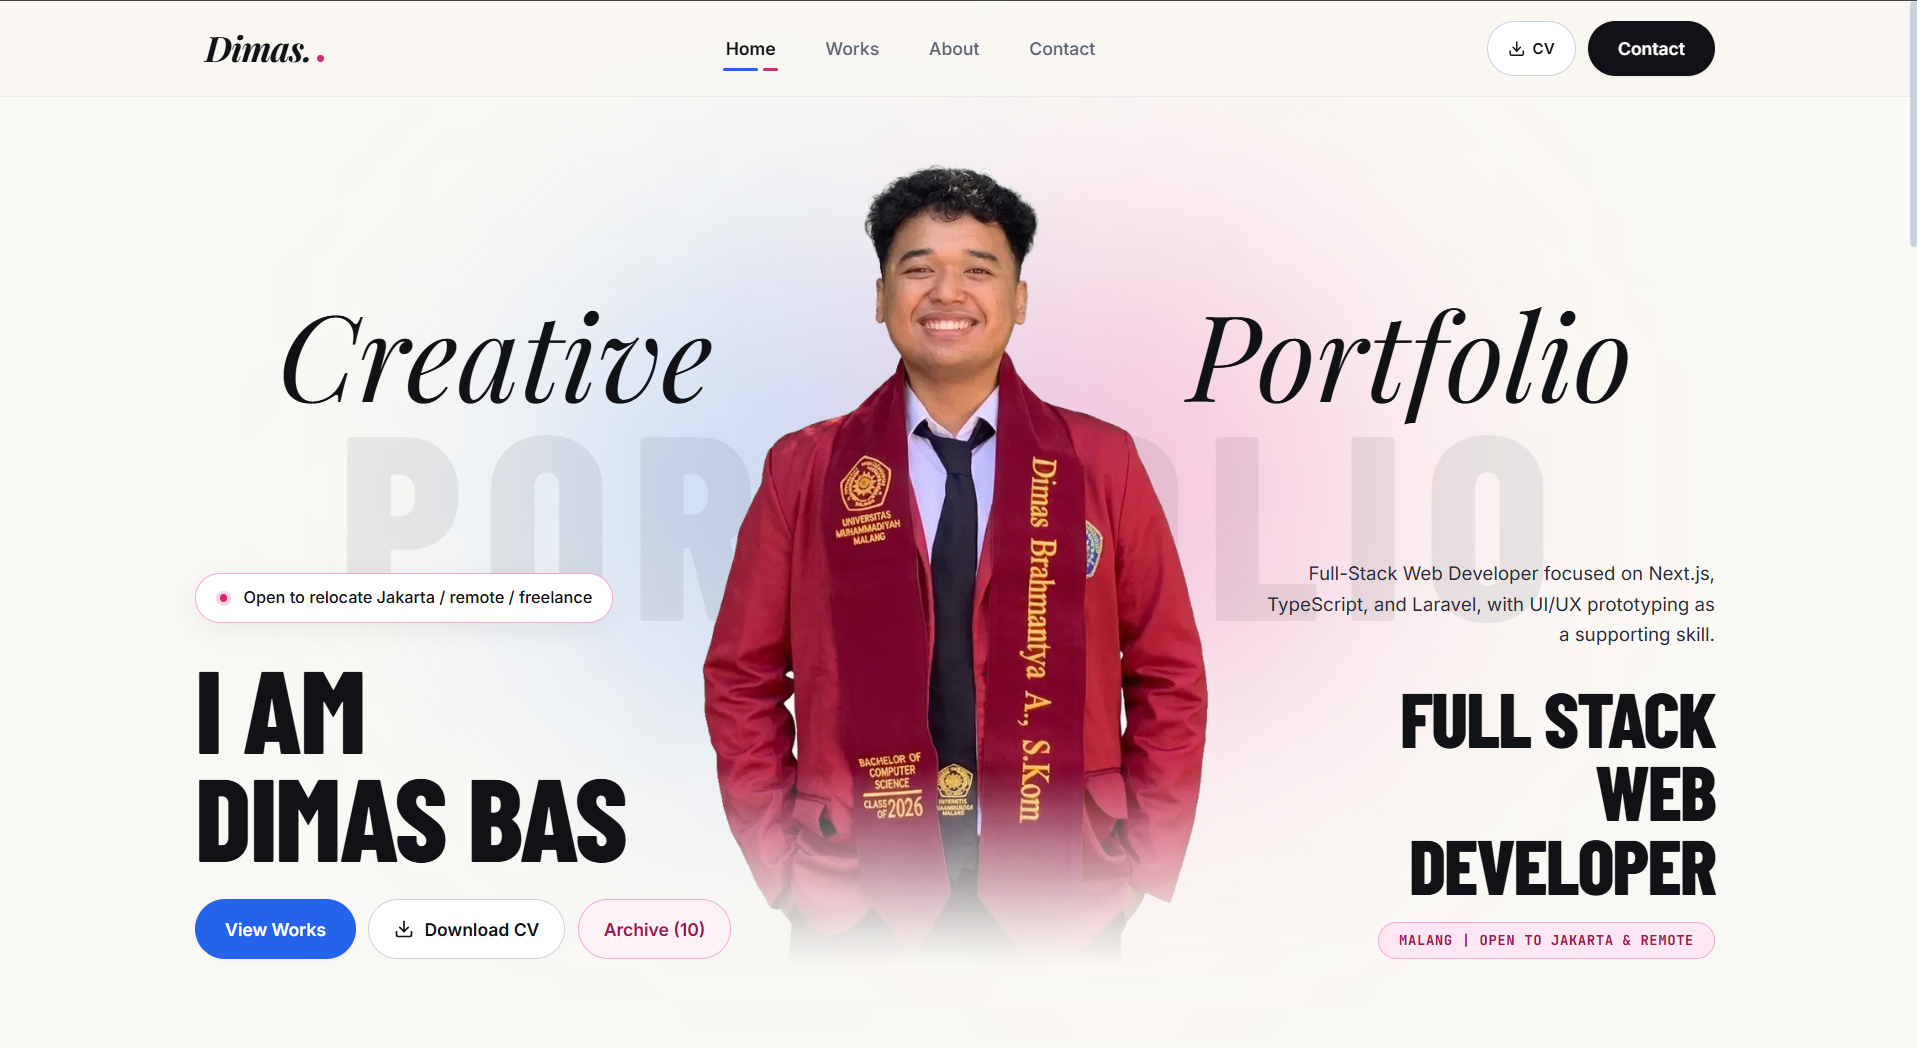 Dimas.
Home
Works
About
Contact
CV
Contact
Creative
Portfolio
POR
OLIO
UNIVERSITAS
MUHAMMADIYAH
MALANG
Dimas Brahmantya A., S.Kom
BACHELOR OF
COMPUTER
SCIENCE
CLASS
OF 2026
Open to relocate Jakarta / remote / freelance
I AM
DIMAS BAS
View Works
Download CV
Archive (10)
Full-Stack Web Developer focused on Next.js,
TypeScript, and Laravel, with UI/UX prototyping as
a supporting skill.
FULL STACK
WEB
DEVELOPER
MALANG | OPEN TO JAKARTA & REMOTE